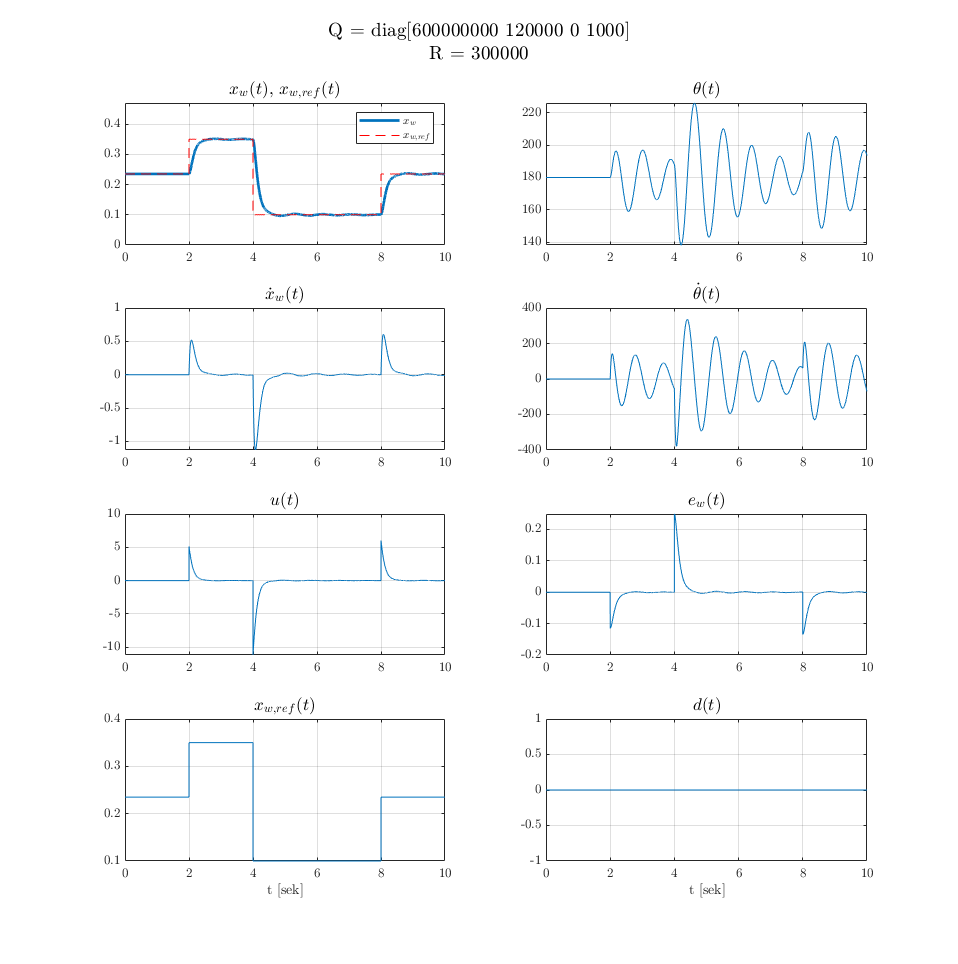 Q = diag[600000000 120000 0 1000]
R = 300000
x_w(t), x_{w,ref}(t)
0.4
0.3
0.2
0.1
0
0 2 4 6 8 10
x_w
x_{w,ref}
θ(t)
220
200
180
160
140
0 2 4 6 8 10
ẋ_w(t)
1
0.5
0
-0.5
-1
0 2 4 6 8 10
θ̇(t)
400
200
0
-200
-400
0 2 4 6 8 10
u(t)
10
5
0
-5
-10
0 2 4 6 8 10
e_w(t)
0.2
0.1
0
-0.1
-0.2
0 2 4 6 8 10
x_{w,ref}(t)
0.4
0.3
0.2
0.1
0 2 4 6 8 10
t [sek]
d(t)
1
0.5
0
-0.5
-1
0 2 4 6 8 10
t [sek]